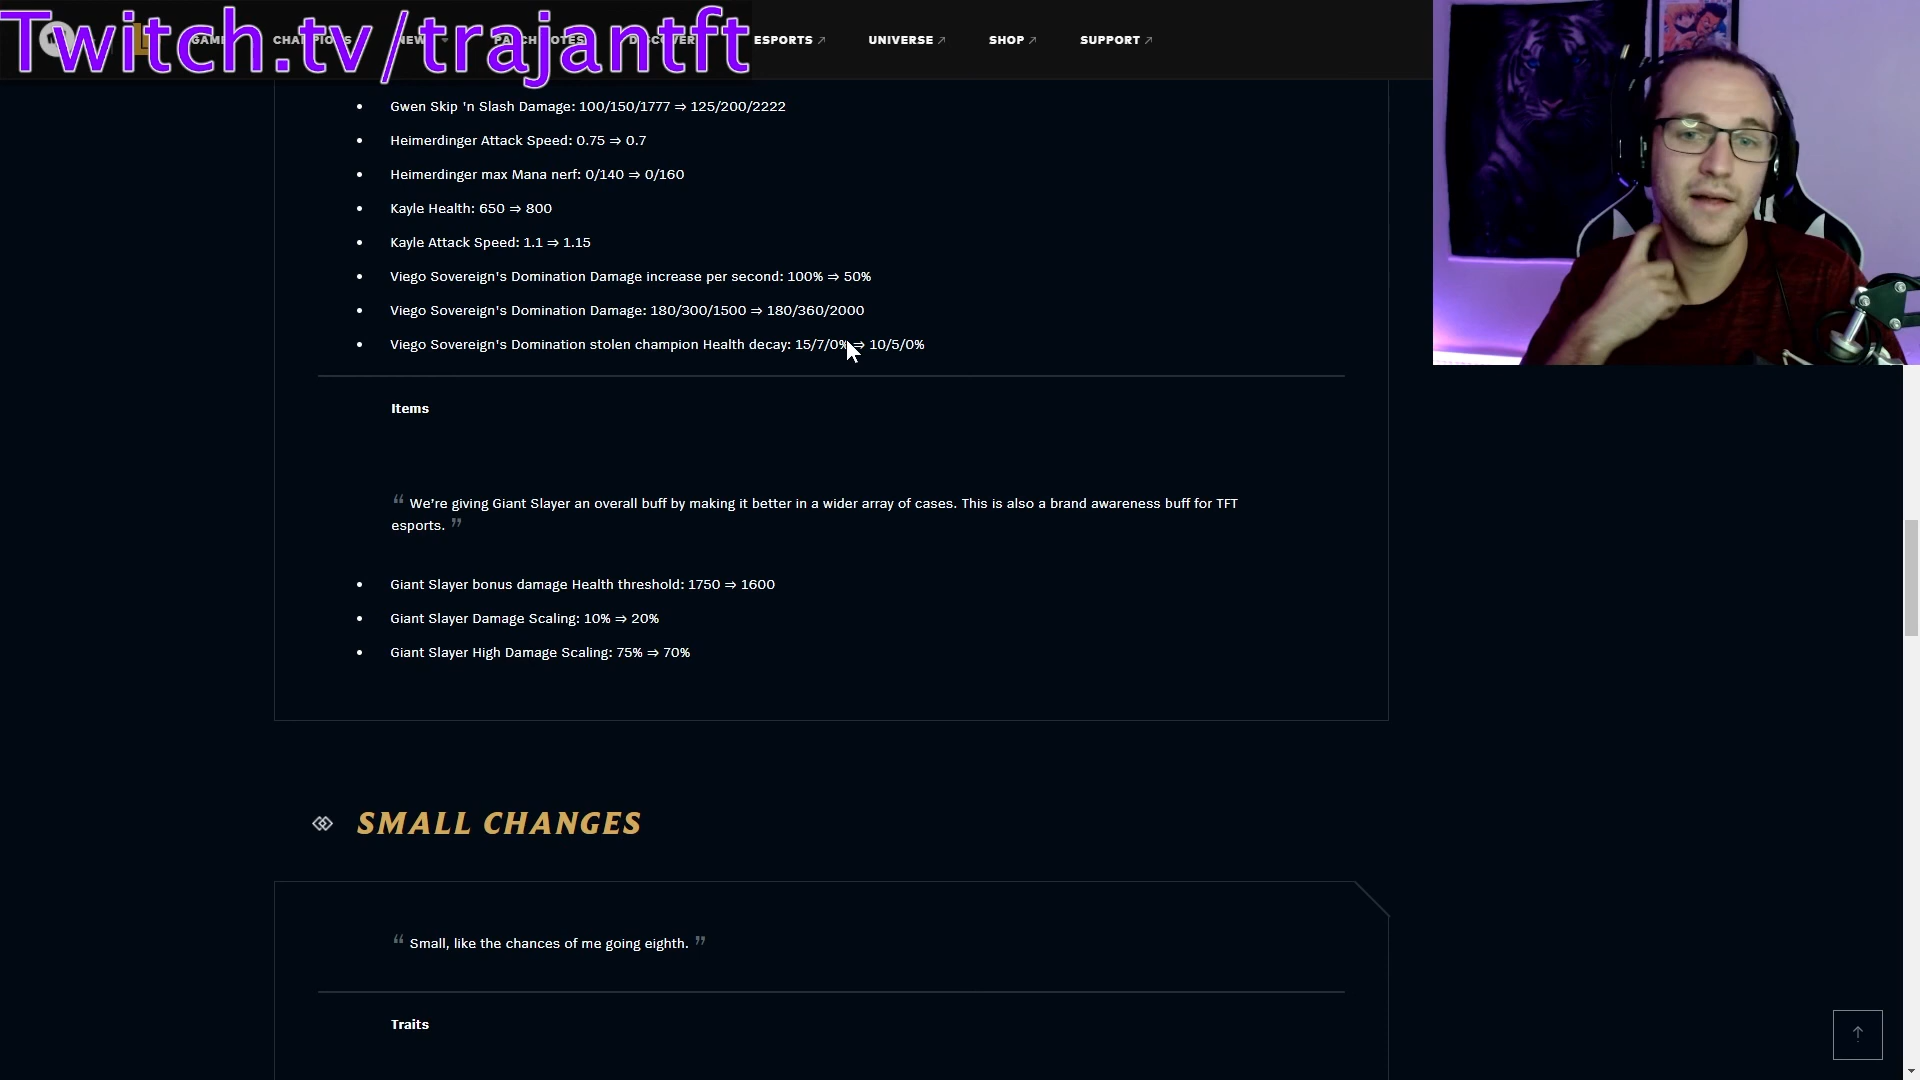 Twitch.tv/trajantft
ESPORTS
UNIVERSE
SHOP
SUPPORT
• Gwen Skip 'n Slash Damage: 100/150/1777 ⇒ 125/200/2222
• Heimerdinger Attack Speed: 0.75 ⇒ 0.7
• Heimerdinger max Mana nerf: 0/140 ⇒ 0/160
• Kayle Health: 650 ⇒ 800
• Kayle Attack Speed: 1.1 ⇒ 1.15
• Viego Sovereign's Domination Damage increase per second: 100% ⇒ 50%
• Viego Sovereign's Domination Damage: 180/300/1500 ⇒ 180/360/2000
• Viego Sovereign's Domination stolen champion Health decay: 15/7/0% ⇒ 10/5/0%
Items
“ We’re giving Giant Slayer an overall buff by making it better in a wider array of cases. This is also a brand awareness buff for TFT
esports. ”
• Giant Slayer bonus damage Health threshold: 1750 ⇒ 1600
• Giant Slayer Damage Scaling: 10% ⇒ 20%
• Giant Slayer High Damage Scaling: 75% ⇒ 70%
SMALL CHANGES
“ Small, like the chances of me going eighth. ”
Traits